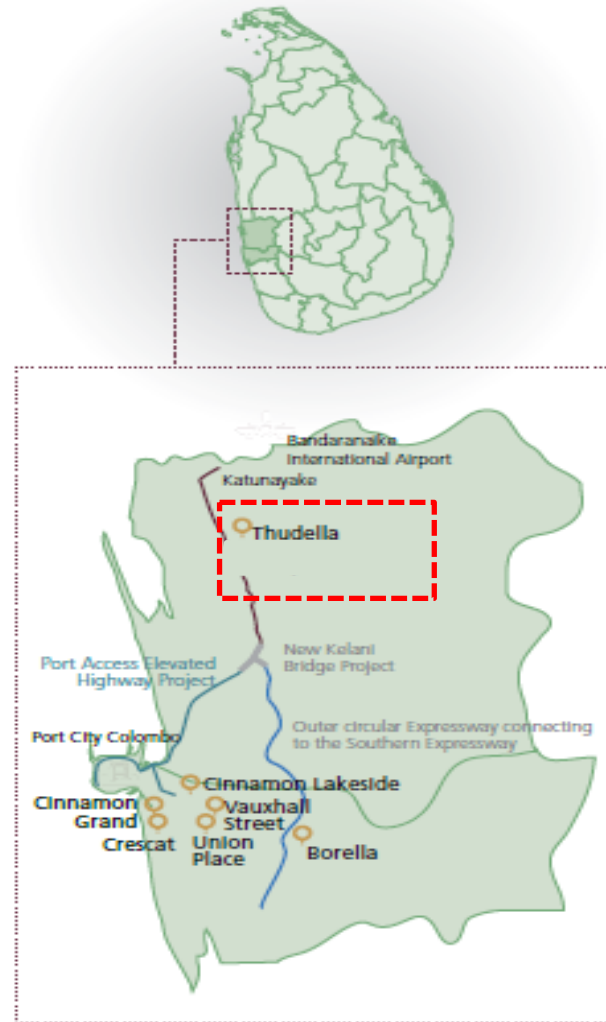 Bandaranaike
International Airport
Katunayake
Thudella
New Kelani
Bridge Project
Port Access Elevated
Highway Project
Outer circular Expressway connecting
to the Southern Expressway
Port City Colombo
Cinnamon Lakeside
Cinnamon
Grand
Vauxhall
Street
Crescat
Union
Place
Borella